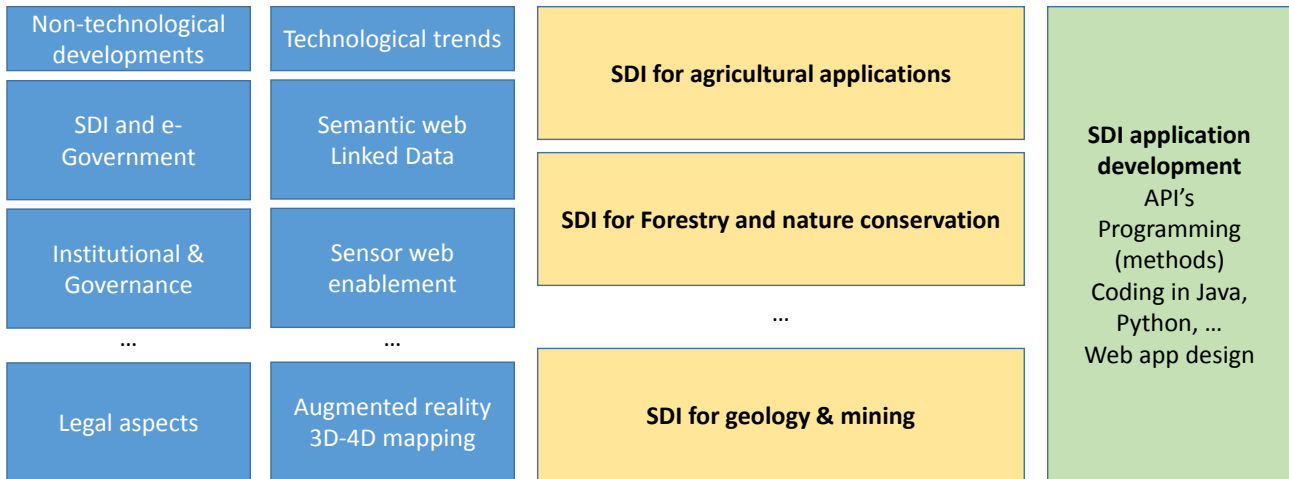 Non-technological
developments
SDI and e-
Government
Institutional &
Governance
...
Legal aspects
Technological trends
Semantic web
Linked Data
Sensor web
enablement
...
Augmented reality
3D-4D mapping
SDI for agricultural applications
SDI for Forestry and nature conservation
...
SDI for geology & mining
SDI application
development
API's
Programming
(methods)
Coding in Java,
Python, ...
Web app design